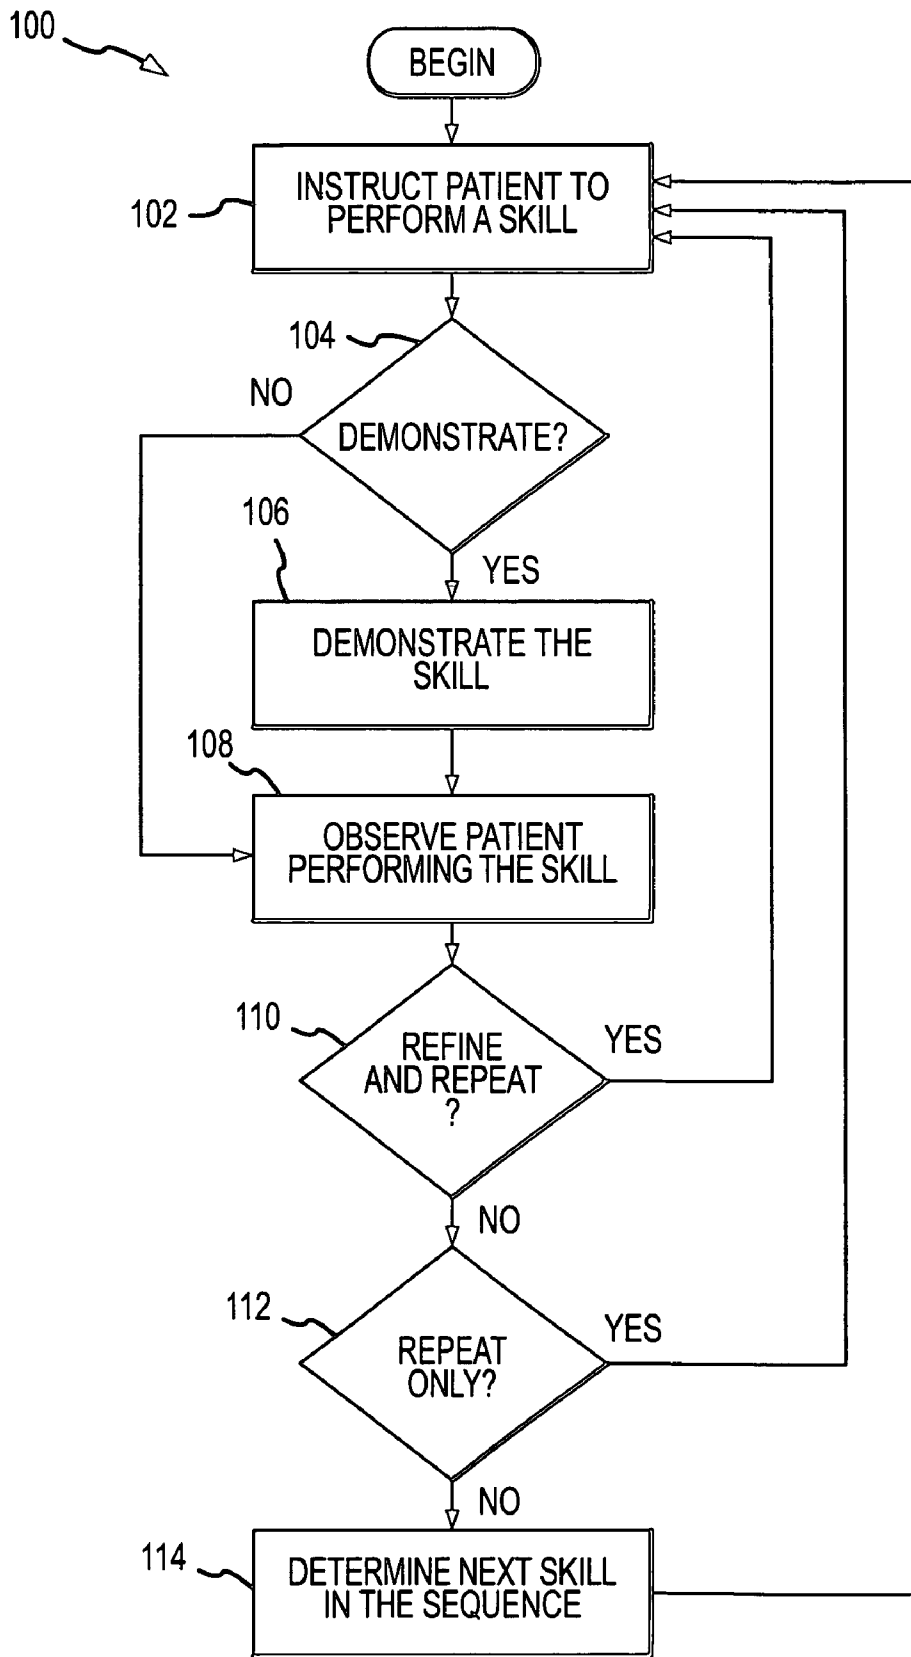 100
BEGIN
INSTRUCT PATIENT TO
PERFORM A SKILL
102
104
NO
DEMONSTRATE?
106
YES
DEMONSTRATE THE
SKILL
108
OBSERVE PATIENT
PERFORMING THE SKILL
110
REFINE
AND REPEAT
?
YES
NO
112
REPEAT
ONLY?
YES
NO
114
DETERMINE NEXT SKILL
IN THE SEQUENCE